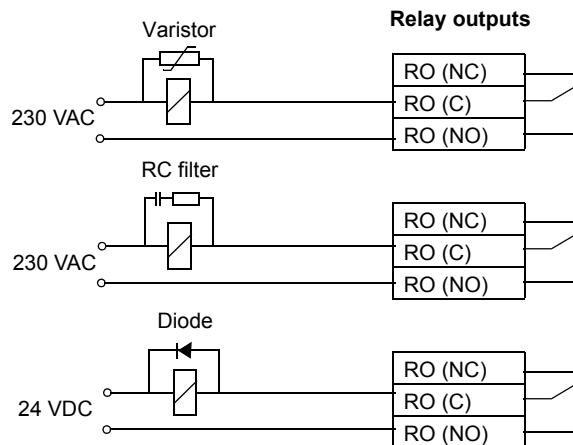 Relay outputs
Varistor
230 VAC
RO (NC)
RO (C)
RO (NO)
RC filter
230 VAC
RO (NC)
RO (C)
RO (NO)
Diode
24 VDC
RO (NC)
RO (C)
RO (NO)